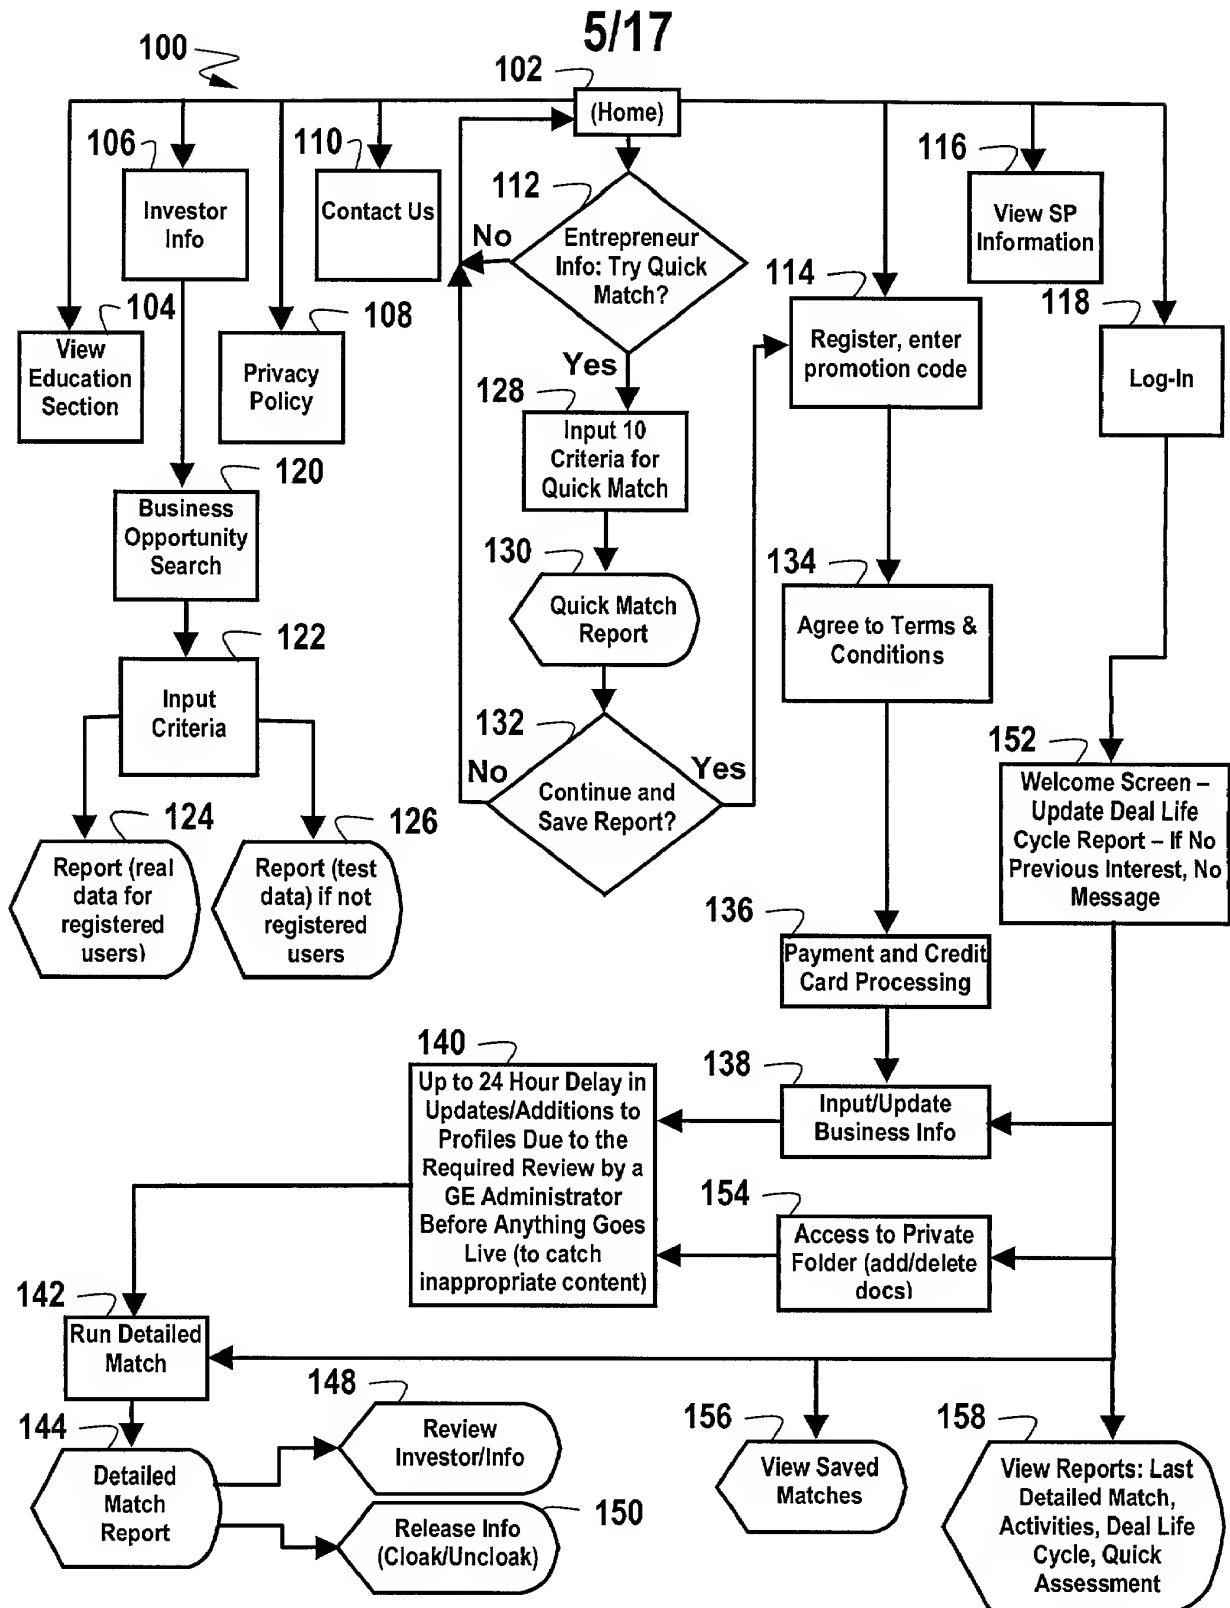 5/17
100
102
(Home)
106
Investor
Info
110
Contact Us
112
Entrepreneur
Info: Try Quick
Match?
No
Yes
116
View SP
Information
104
View
Education
Section
108
Privacy
Policy
114
Register, enter
promotion code
118
Log-In
128
Input 10
Criteria for
Quick Match
120
Business
Opportunity
Search
130
Quick Match
Report
134
Agree to Terms &
Conditions
122
Input
Criteria
132
Continue and
Save Report?
No
Yes
152
Welcome Screen –
Update Deal Life
Cycle Report – If No
Previous Interest, No
Message
124
Report (real
data for
registered
users)
126
Report (test
data) if not
registered
users
136
Payment and Credit
Card Processing
140
Up to 24 Hour Delay in
Updates/Additions to
Profiles Due to the
Required Review by a
GE Administrator
Before Anything Goes
Live (to catch
inappropriate content)
138
Input/Update
Business Info
154
Access to Private
Folder (add/delete
docs)
142
Run Detailed
Match
144
Detailed
Match
Report
148
Review
Investor/Info
150
Release Info
(Cloak/Uncloak)
156
View Saved
Matches
158
View Reports: Last
Detailed Match,
Activities, Deal Life
Cycle, Quick
Assessment